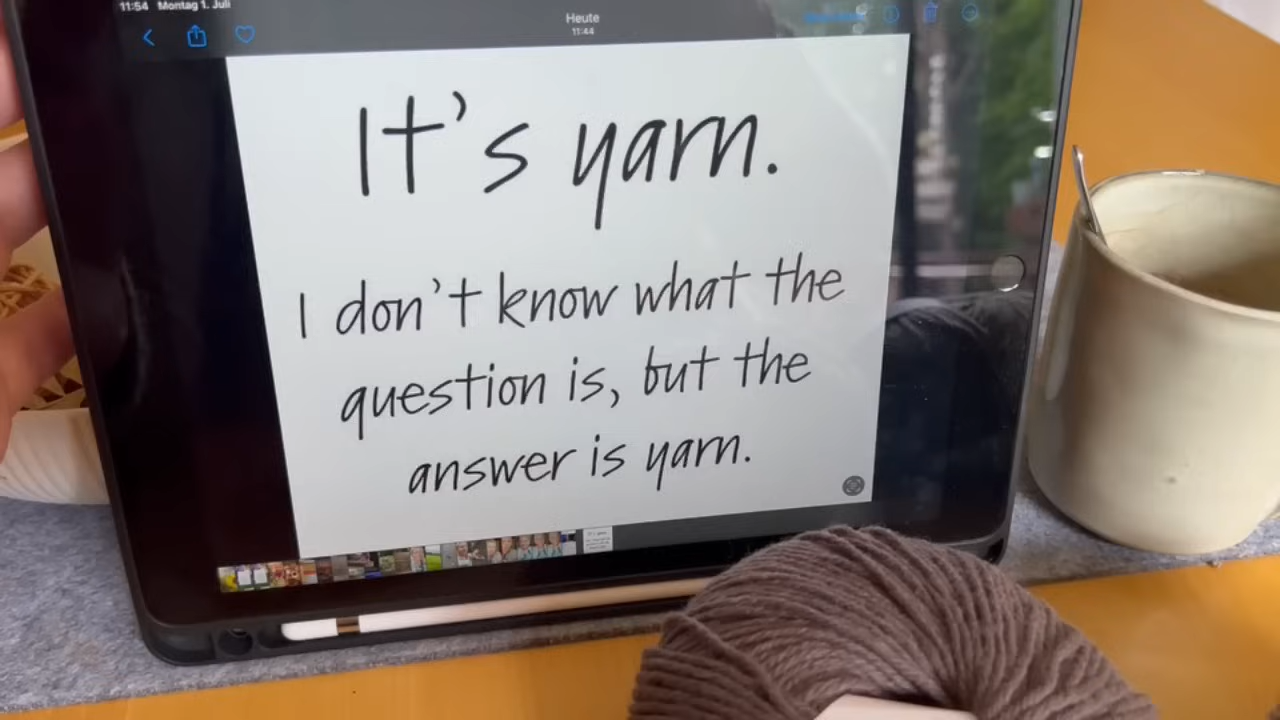 11:54 Montag 1. Juli
Heute
11:44
It's yarn.
I don't know what the
question is, but the
answer is yarn.